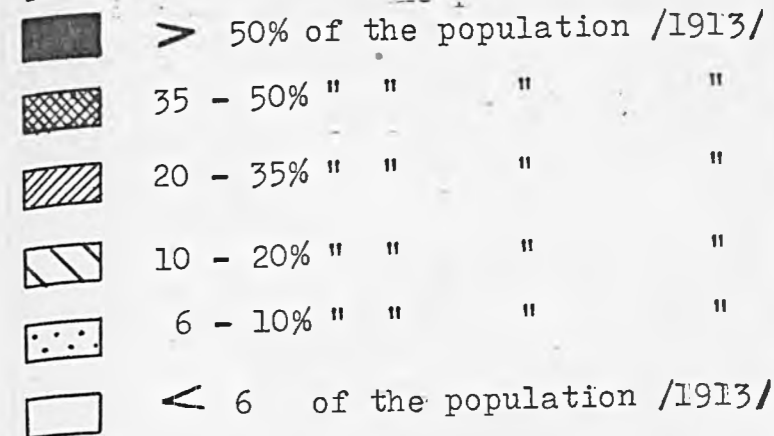 > 50% of the population /1913/
35 - 50% " " " "
20 - 35% " " " "
10 - 20% " " " "
6 - 10% " " " "
< 6 of the population /1913/